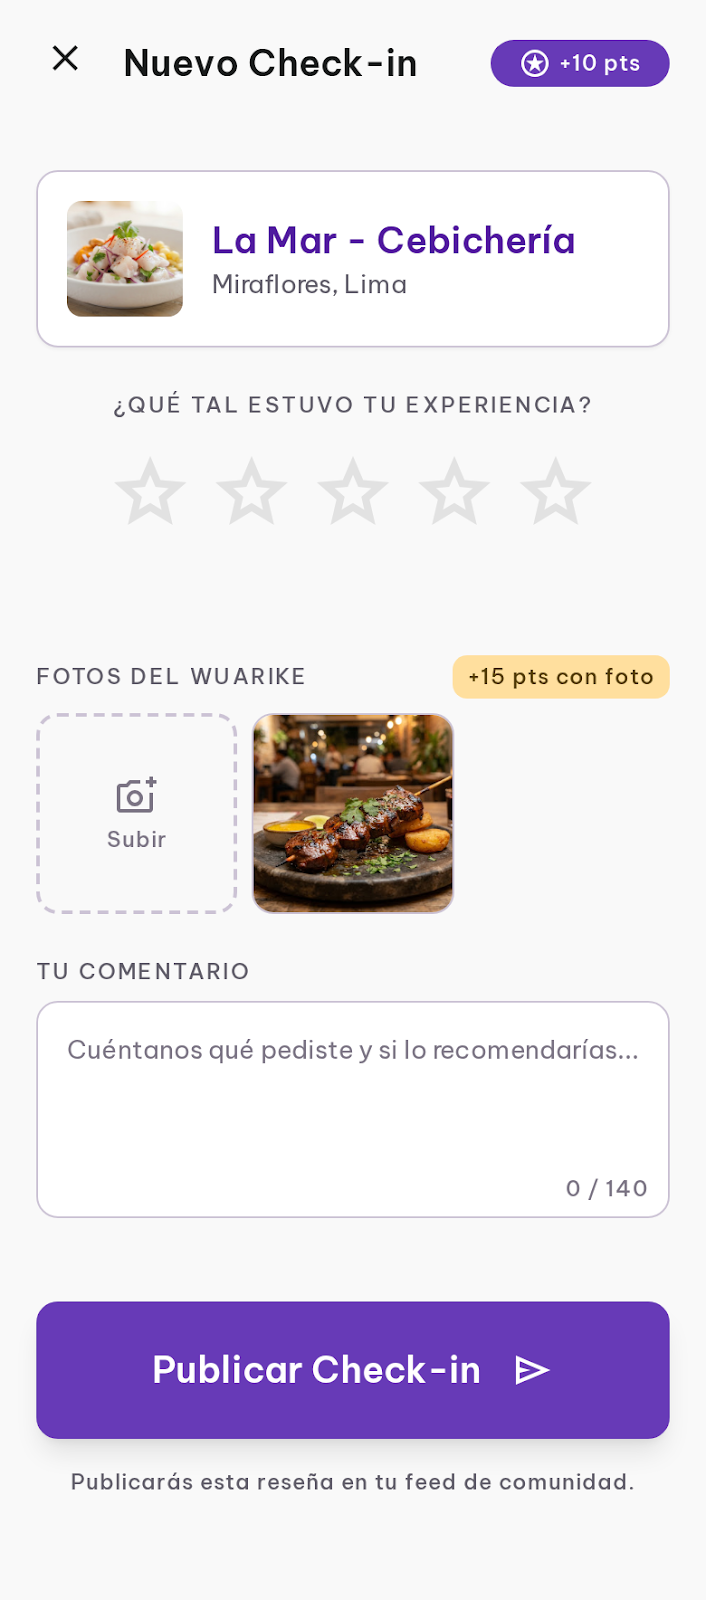 Nuevo Check-in
+10 pts
La Mar - Cebichería
Miraflores, Lima
¿QUÉ TAL ESTUVO TU EXPERIENCIA?
FOTOS DEL WUARIKE
+15 pts con foto
Subir
TU COMENTARIO
Cuéntanos qué pediste y si lo recomendarías...
0 / 140
Publicar Check-in
Publicarás esta reseña en tu feed de comunidad.